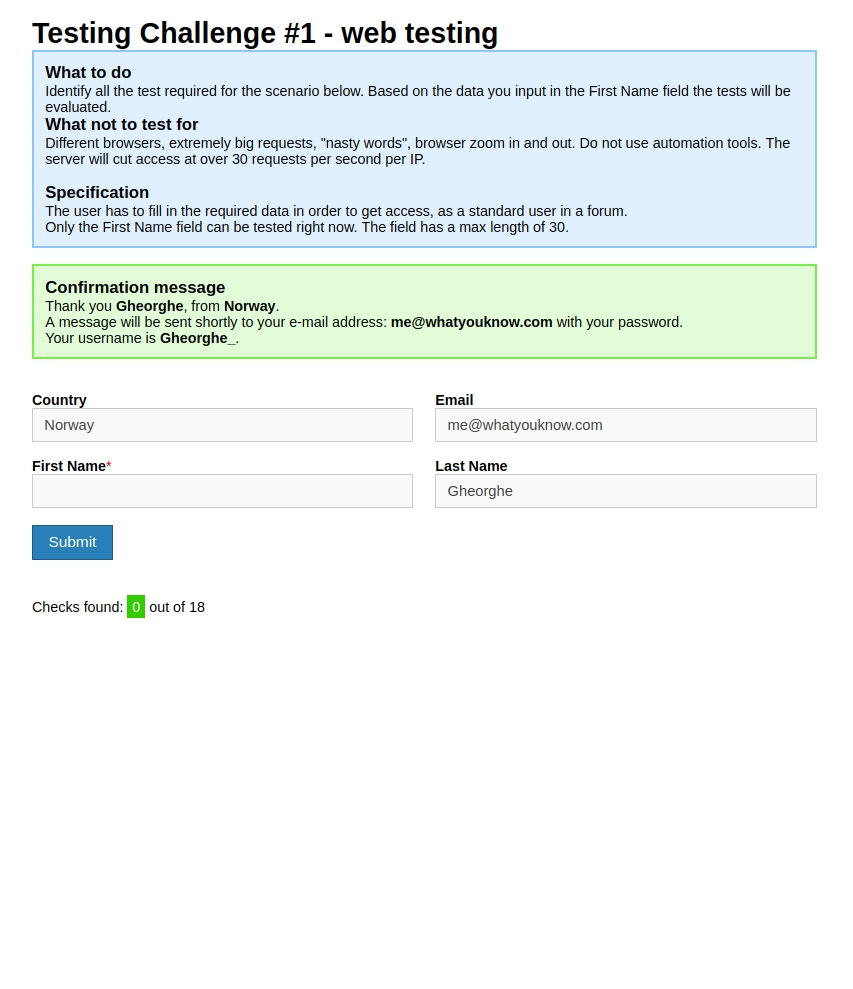 Testing Challenge #1 - web testing
What to do
Identify all the test required for the scenario below. Based on the data you input in the First Name field the tests will be
evaluated.
What not to test for
Different browsers, extremely big requests, "nasty words", browser zoom in and out. Do not use automation tools. The
server will cut access at over 30 requests per second per IP.
Specification
The user has to fill in the required data in order to get access, as a standard user in a forum.
Only the First Name field can be tested right now. The field has a max length of 30.
Confirmation message
Thank you Gheorghe, from Norway.
A message will be sent shortly to your e-mail address: me@whatyouknow.com with your password.
Your username is Gheorghe_.
Country
Norway
Email
me@whatyouknow.com
First Name*
Last Name
Gheorghe
Submit
Checks found: 0 out of 18